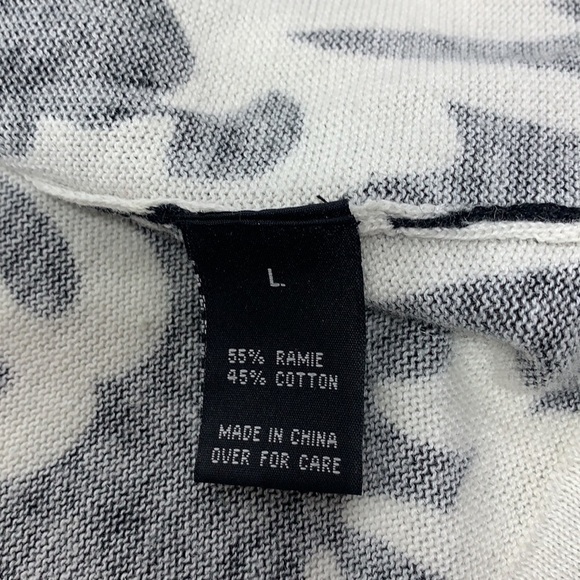 L
55% RAMIE
45% COTTON
MADE IN CHINA
OVER FOR CARE